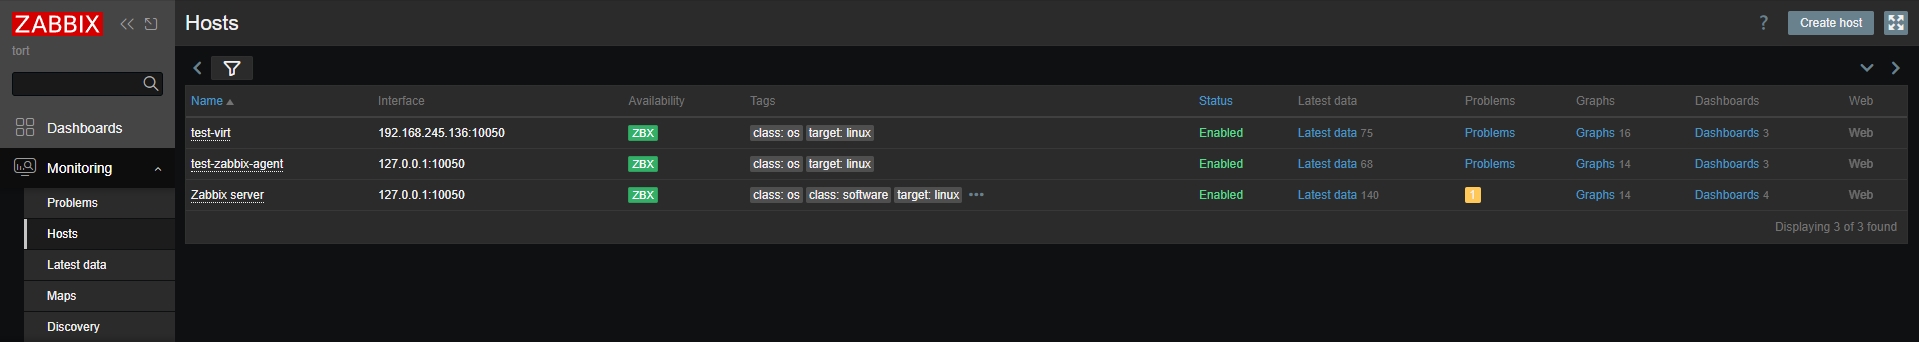 ZABBIX
tort
Hosts
? Create host
Dashboards
Monitoring
Problems
Hosts
Latest data
Maps
Discovery
Name Interface Availability Tags Status Latest data Problems Graphs Dashboards Web
test-virt 192.168.245.136:10050 ZBX class: os target: linux Enabled Latest data 75 Problems Graphs 16 Dashboards 3 Web
test-zabbix-agent 127.0.0.1:10050 ZBX class: os target: linux Enabled Latest data 68 Problems Graphs 14 Dashboards 3 Web
Zabbix server 127.0.0.1:10050 ZBX class: os class: software target: linux ••• Enabled Latest data 140 1 Graphs 14 Dashboards 4 Web
Displaying 3 of 3 found